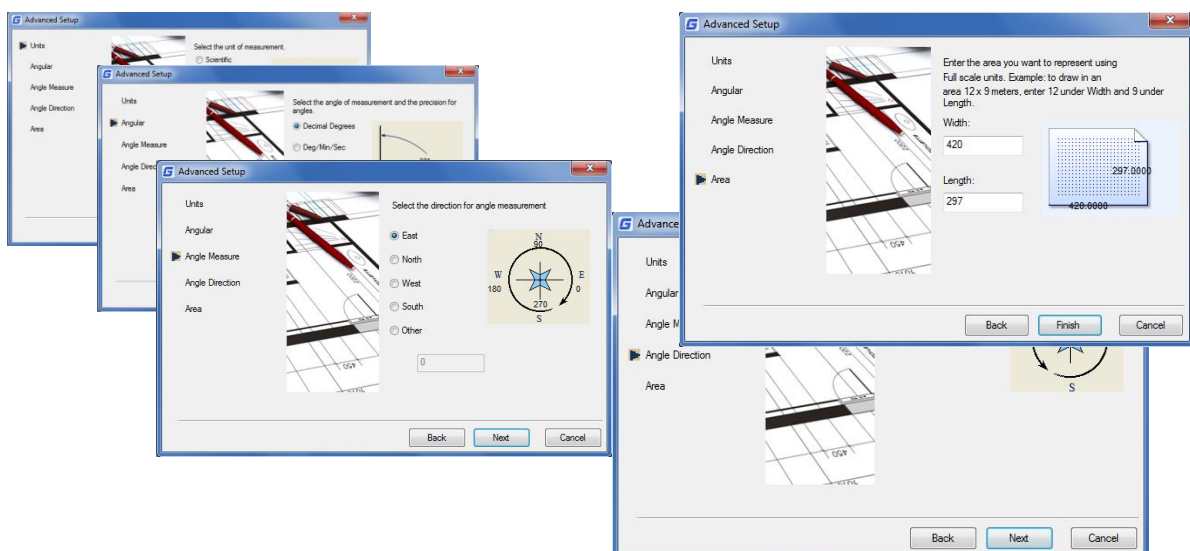 Advanced Setup
Units
Angular
Angle Measure
Angle Direction
Area
Select the unit of measurement.
Scientific
Advanced Setup
Units
Angular
Angle Measure
Angle Direc
Area
Select the angle of measurement and the precision for
angles.
Decimal Degrees
Deg/Min/Sec
Advanced Setup
Units
Angular
Angle Measure
Angle Direction
Area
Select the direction for angle measurement
East
North
West
South
Other
0
N
90
W
180
E
0
270
S
450
Back
Next
Cancel
Advance
Units
Angular
Angle M
Angle Direction
Area
450
S
Back
Next
Cancel
Advanced Setup
Units
Angular
Angle Measure
Angle Direction
Area
Enter the area you want to represent using
Full scale units. Example: to draw in an
area 12 x 9 meters, enter 12 under Width and 9 under
Length.
Width:
420
Length:
297
297.0000
420.0000
450
Back
Finish
Cancel